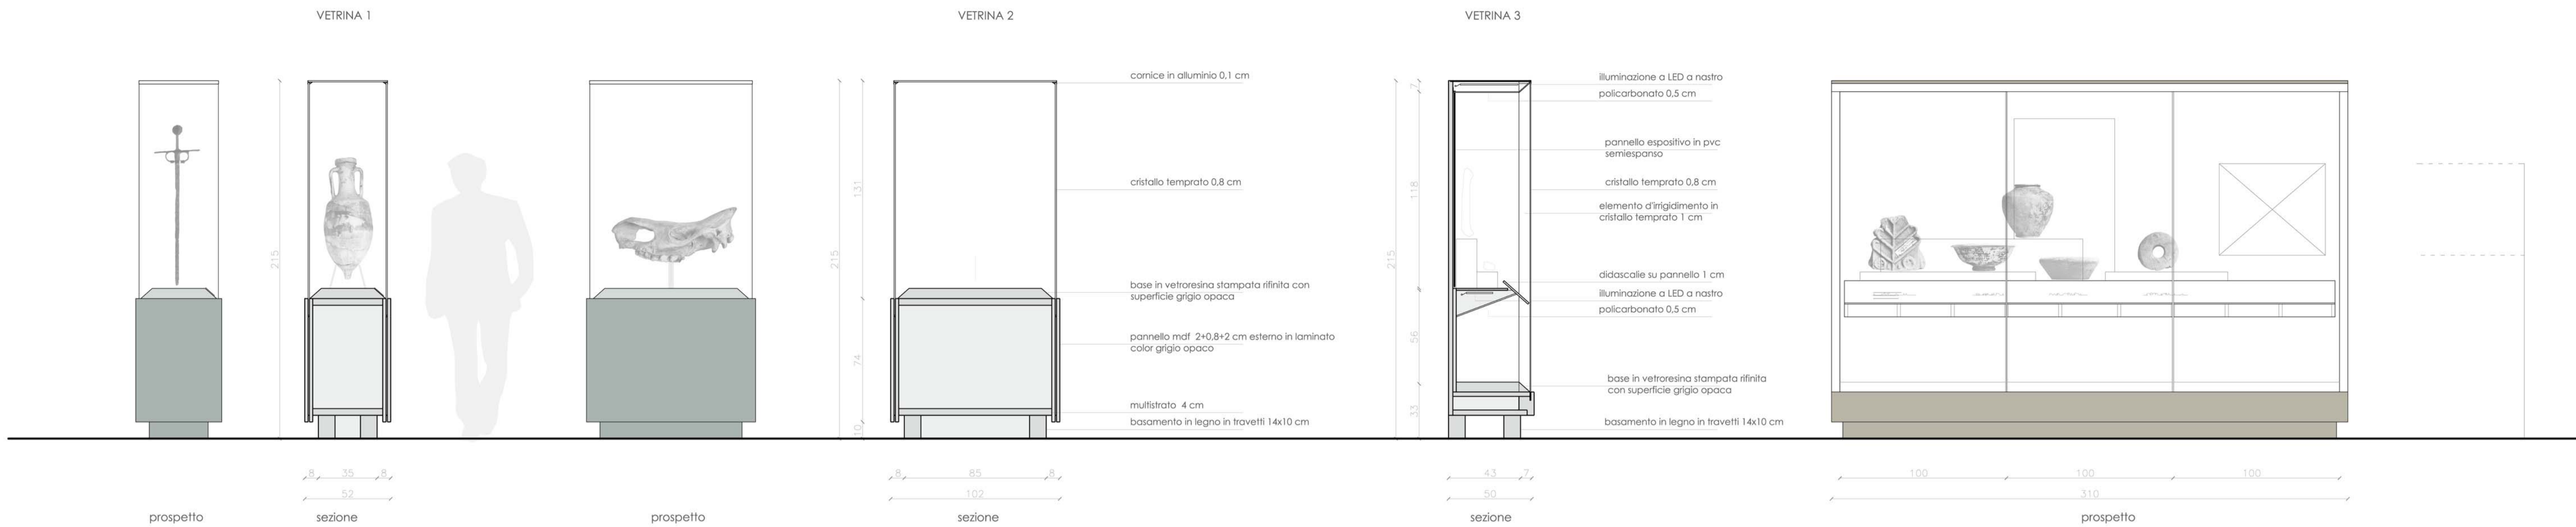 VETRINA 1
VETRINA 2
VETRINA 3
cornice in alluminio 0,1 cm
cristallo temprato 0,8 cm
base in vetroresina stampata rifinita con
superficie grigio opaca
pannello mdf 2+0,8+2 cm esterno in laminato
color grigio opaco
multistrato 4 cm
basamento in legno in travetti 14x10 cm
illuminazione a LED a nastro
policarbonato 0,5 cm
pannello espositivo in pvc
semiespanso
cristallo temprato 0,8 cm
elemento d'irrigidimento in
cristallo temprato 1 cm
didascalie su pannello 1 cm
illuminazione a LED a nastro
policarbonato 0,5 cm
base in vetroresina stampata rifinita
con superficie grigio opaca
basamento in legno in travetti 14x10 cm
215
215
131
74
10
215
7
118
56
33
8 35 8
52
8 85 8
102
43 7
50
100 100 100
310
prospetto
sezione
prospetto
sezione
sezione
prospetto